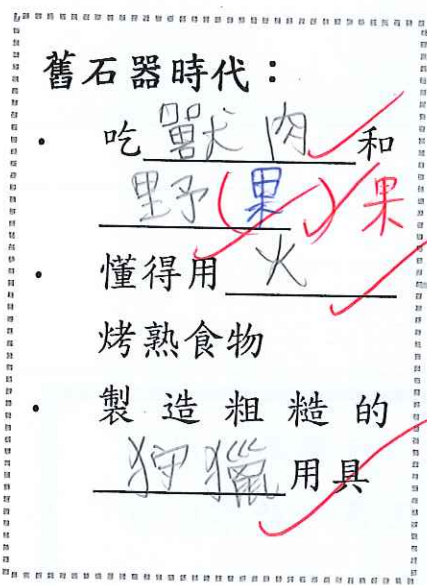 舊石器時代：
• 吃獸肉和
野(果)果
• 懂得用火
烤熟食物
• 製造粗糙的
狩獵用具